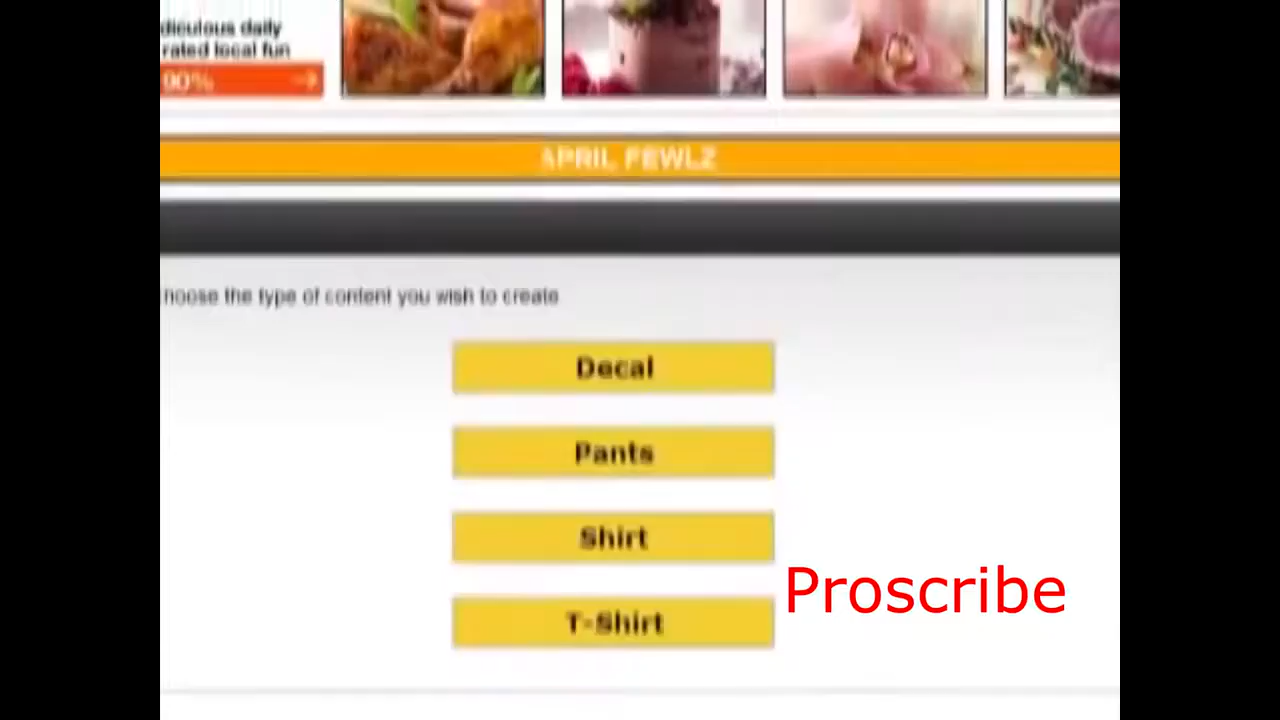 diculous daily
rated local fun
90%
APRIL FEWLZ
hoose the type of content you wish to create
Decal
Pants
Shirt
T-Shirt
Proscribe